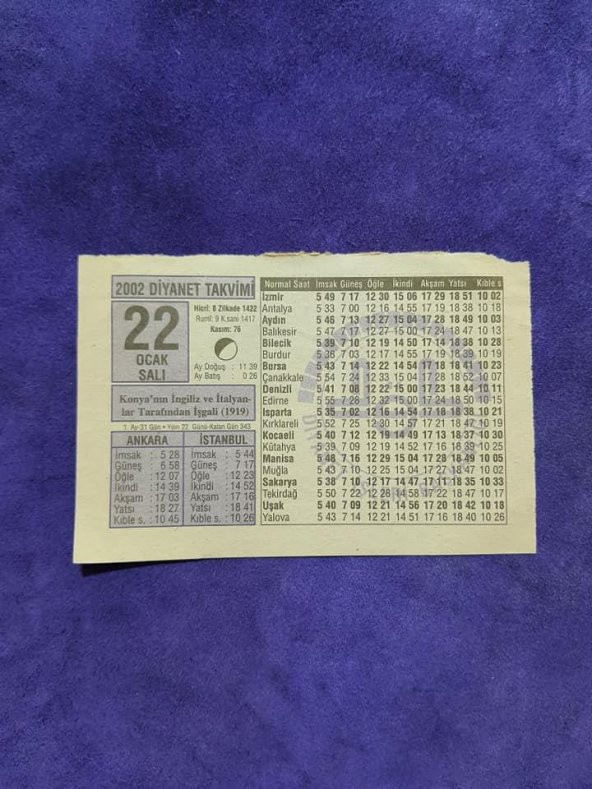 2002 DİYANET TAKVİMİ
22
OCAK
SALI
Hicrî: 8 Zilkade 1422
Rumî: 9 K.sani 1417
Kasım: 76
Ay Doğuş : 11 39
Ay Batış : 0 26
Konya'nın İngiliz ve İtalyan-
lar Tarafından İşgali (1919)
1. Ay-31 Gün • Yılın 22. Günü-Kalan Gün 343
ANKARA
İmsak : 5 28
Güneş : 6 58
Öğle : 12 07
İkindi : 14 39
Akşam : 17 03
Yatsı : 18 27
Kıble s. : 10 45
İSTANBUL
İmsak : 5 44
Güneş : 7 17
Öğle : 12 23
İkindi : 14 52
Akşam : 17 16
Yatsı : 18 41
Kıble s. : 10 26
Normal Saat İmsak Güneş Öğle İkindi Akşam Yatsı Kıble s
İzmir 5 49 7 17 12 30 15 06 17 29 18 51 10 02
Antalya 5 33 7 00 12 16 14 55 17 19 18 38 10 18
Aydın 5 46 7 13 12 27 15 04 17 28 18 49 10 03
Balıkesir 5 47 7 17 12 27 15 01 17 24 18 47 10 11
Bilecik 5 39 7 10 12 19 14 50 17 14 18 38 10 28
Burdur 5 38 7 03 12 17 14 55 17 19 18 39 10 19
Bursa 5 43 7 14 12 22 14 54 17 18 18 42 10 23
Çanakkale 5 54 7 24 12 33 15 04 17 28 18 52 10 07
Denizli 5 41 7 08 12 22 15 00 17 23 18 44 10 11
Edirne 5 55 7 28 12 32 15 00 17 24 18 50 10 15
Isparta 5 35 7 02 12 16 14 54 17 18 18 38 10 21
Kırklareli 5 52 7 25 12 30 14 57 17 21 18 47
Kocaeli 5 40 7 12 12 19 14 49 17 13 18 37 10 30
Kütahya 5 39 7 09 12 19 14 52 17 16 18 39 10 25
Manisa 5 48 7 16 12 29 15 04 17 28 18 49 10 05
Muğla 5 43 7 10 12 25 15 04 17 27 18 47 10 02
Sakarya 5 38 7 10 12 17 14 47 17 11 18 35 10 33
Tekirdağ 5 50 7 22 12 28 14 58 17 22 18 47 10 17
Uşak 5 40 7 09 12 21 14 56 17 20 18 42 10 18
Yalova 5 43 7 14 12 21 14 51 17 16 18 40 10 26